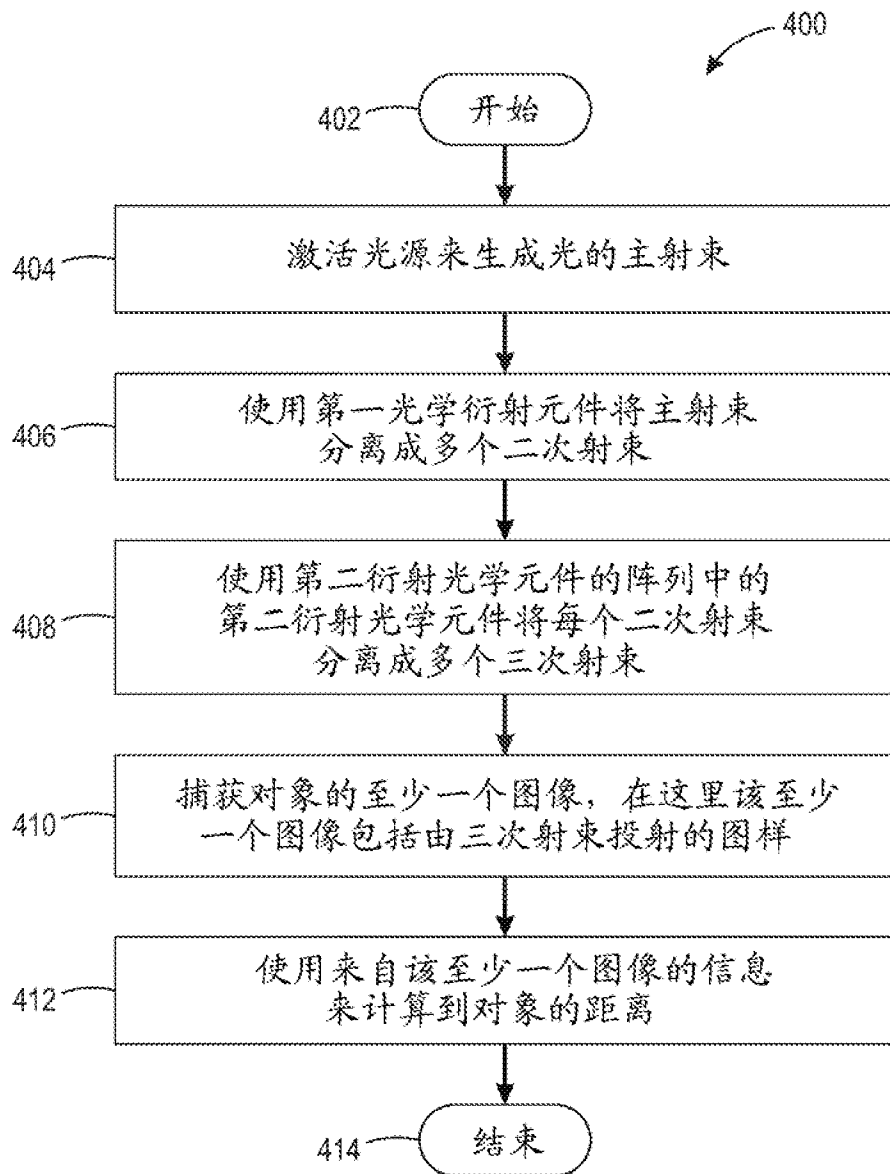 400
402
开始
404
激活光源来生成光的主射束
406
使用第一光学衍射元件将主射束
分离成多个二次射束
408
使用第二衍射光学元件的阵列中的
第二衍射光学元件将每个二次射束
分离成多个三次射束
410
捕获对象的至少一个图像，在这里该至少
一个图像包括由三次射束投射的图样
412
使用来自该至少一个图像的信息
来计算到对象的距离
414
结束